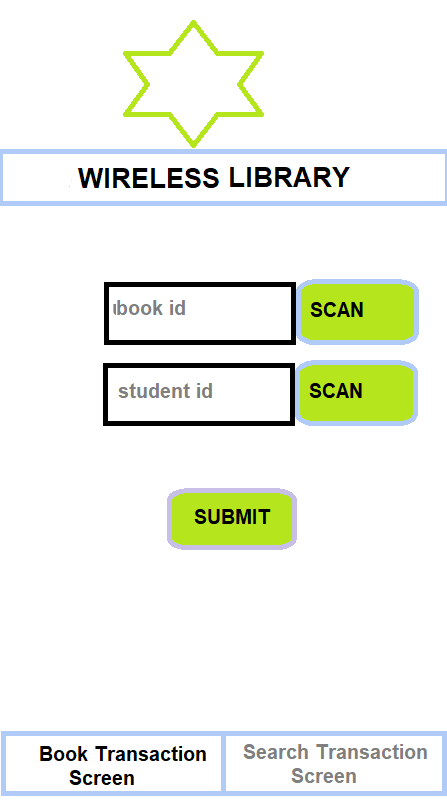 WIRELESS LIBRARY
book id
SCAN
student id
SCAN
SUBMIT
Book Transaction
Screen
Search Transaction
Screen